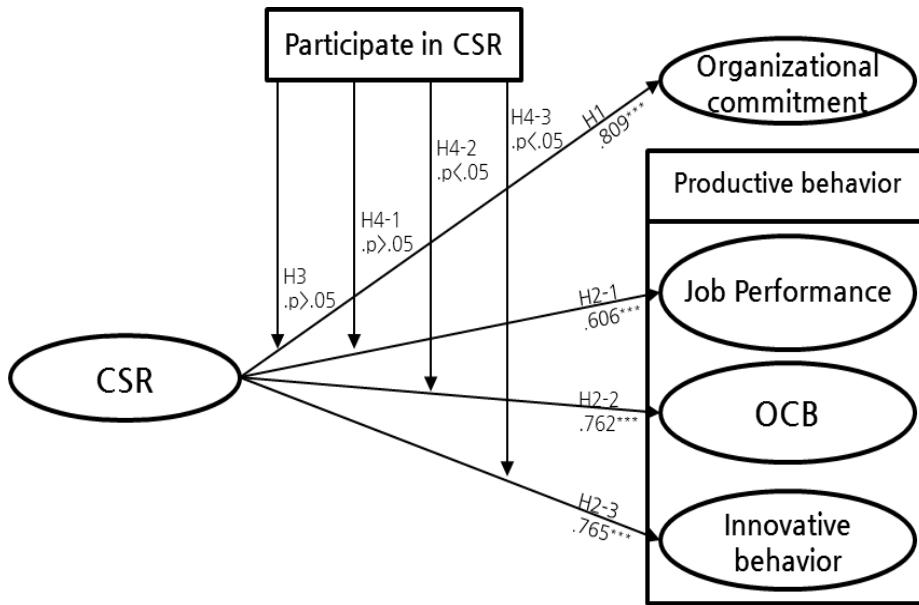 Participate in CSR
Organizational
commitment
H1
.809***
H4-3
.p<.05
H4-2
.p<.05
H4-1
.p>.05
H3
.p>.05
Productive behavior
Job Performance
H2-1
.606***
CSR
H2-2
.762***
OCB
H2-3
.765***
Innovative
behavior